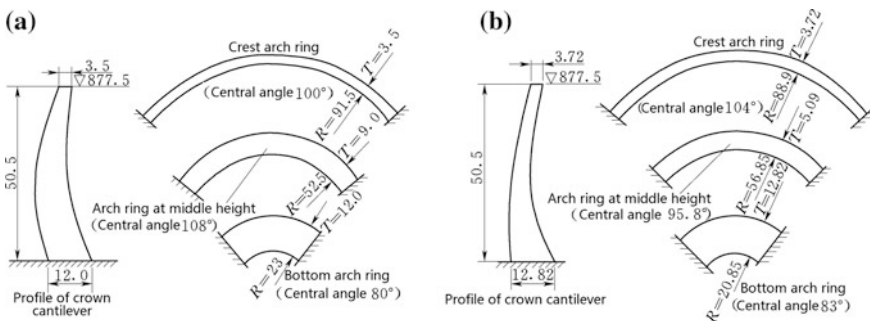 (a)
3.5
▽877.5
50.5
12.0
Profile of crown
cantilever
Crest arch ring
(Central angle 100°)
T=3.5
R=91.5
T=9.0
Arch ring at middle height
(Central angle 108°)
R=52.5
T=12.0
R=23
Bottom arch ring
(Central angle 80°)
(b)
3.72
▽877.5
50.5
12.82
Profile of crown cantilever
Crest arch ring
(Central angle 104°)
T=3.72
R=88.9
T=5.09
Arch ring at middle height
(Central angle 95.8°)
R=56.85
T=12.82
R=20.85
Bottom arch ring
(Central angle 83°)